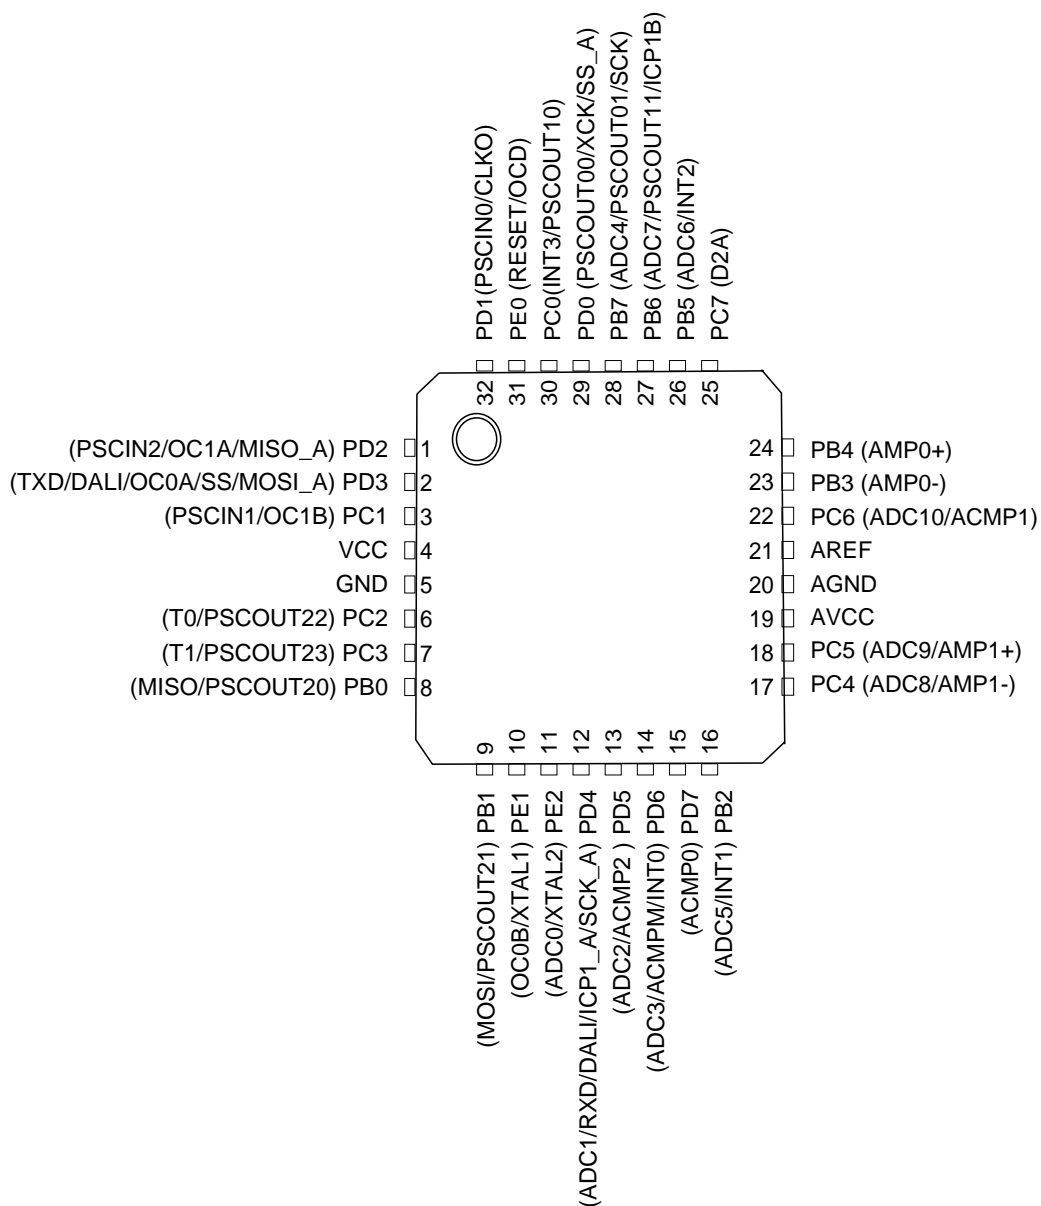 PD1(PSCIN0/CLKO)
PE0 (RESET/OCD)
PC0(INT3/PSCOUT10)
PD0 (PSCOUT00/XCK/SS_A)
PB7 (ADC4/PSCOUT01/SCK)
PB6 (ADC7/PSCOUT11/ICP1B)
PB5 (ADC6/INT2)
PC7 (D2A)
32
31
30
29
28
27
26
25
(PSCIN2/OC1A/MISO_A) PD2 1
(TXD/DALI/OC0A/SS/MOSI_A) PD3 2
(PSCIN1/OC1B) PC1 3
VCC 4
GND 5
(T0/PSCOUT22) PC2 6
(T1/PSCOUT23) PC3 7
(MISO/PSCOUT20) PB0 8
24 PB4 (AMP0+)
23 PB3 (AMP0-)
22 PC6 (ADC10/ACMP1)
21 AREF
20 AGND
19 AVCC
18 PC5 (ADC9/AMP1+)
17 PC4 (ADC8/AMP1-)
9
10
11
12
13
14
15
16
(MOSI/PSCOUT21) PB1
(OC0B/XTAL1) PE1
(ADC0/XTAL2) PE2
(ADC1/RXD/DALI/ICP1_A/SCK_A) PD4
(ADC2/ACMP2 ) PD5
(ADC3/ACMPM/INT0) PD6
(ACMP0) PD7
(ADC5/INT1) PB2